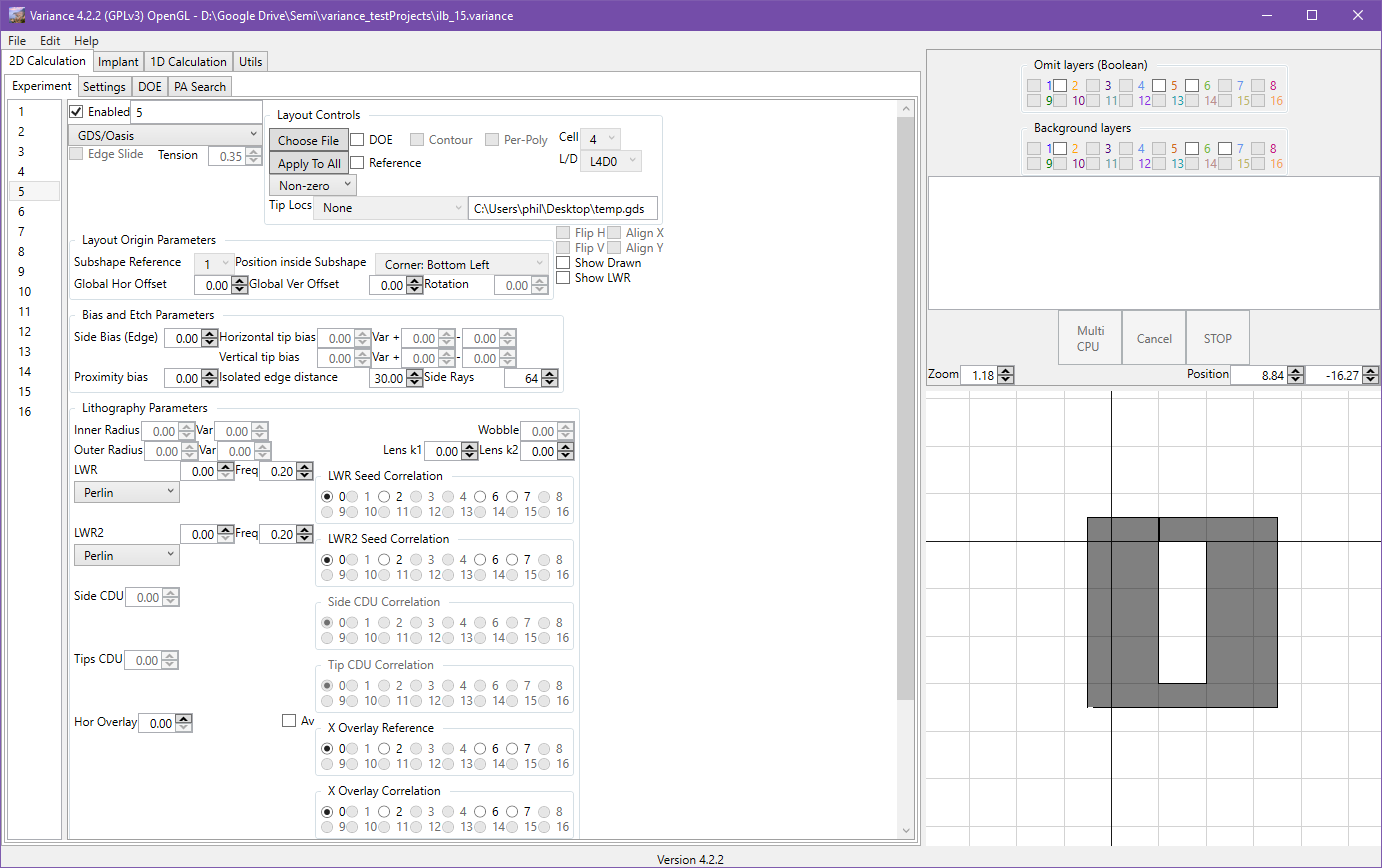 Variance 4.2.2 (GPLv3) OpenGL - D:\Google Drive\Semi\variance_testProjects\ilb_15.variance
File Edit Help
2D Calculation Implant 1D Calculation Utils
Experiment Settings DOE PA Search
1
2
3
4
5
6
7
8
9
10
11
12
13
14
15
16
Enabled 5
GDS/Oasis
Edge Slide Tension 0.35
Layout Controls
Choose File DOE Contour Per-Poly Cell 4
Apply To All Reference L/D L4D0
Non-zero
Tip Locs None C:\Users\phil\Desktop\temp.gds
Layout Origin Parameters
Subshape Reference 1 Position inside Subshape Corner: Bottom Left
Global Hor Offset 0.00 Global Ver Offset 0.00 Rotation 0.00
Flip H Align X
Flip V Align Y
Show Drawn
Show LWR
Bias and Etch Parameters
Side Bias (Edge) 0.00 Horizontal tip bias 0.00 Var + 0.00 - 0.00
Vertical tip bias 0.00 Var + 0.00 - 0.00
Proximity bias 0.00 Isolated edge distance 30.00 Side Rays 64
Lithography Parameters
Inner Radius 0.00 Var 0.00 Wobble 0.00
Outer Radius 0.00 Var 0.00 Lens k1 0.00 Lens k2 0.00
LWR 0.00 Freq 0.20
Perlin
LWR Seed Correlation
0 1 2 3 4 6 7 8
9 10 11 12 13 14 15 16
LWR2 0.00 Freq 0.20
Perlin
LWR2 Seed Correlation
0 1 2 3 4 6 7 8
9 10 11 12 13 14 15 16
Side CDU 0.00
Side CDU Correlation
0 1 2 3 4 6 7 8
9 10 11 12 13 14 15 16
Tips CDU 0.00
Tip CDU Correlation
0 1 2 3 4 6 7 8
9 10 11 12 13 14 15 16
Hor Overlay 0.00 Av
X Overlay Reference
0 1 2 3 4 6 7 8
9 10 11 12 13 14 15 16
X Overlay Correlation
0 1 2 3 4 6 7 8
9 10 11 12 13 14 15 16
Omit layers (Boolean)
1 2 3 4 5 6 7 8
9 10 11 12 13 14 15 16
Background layers
1 2 3 4 5 6 7 8
9 10 11 12 13 14 15 16
Multi
CPU
Cancel
STOP
Zoom 1.18 Position 8.84 -16.27
Version 4.2.2